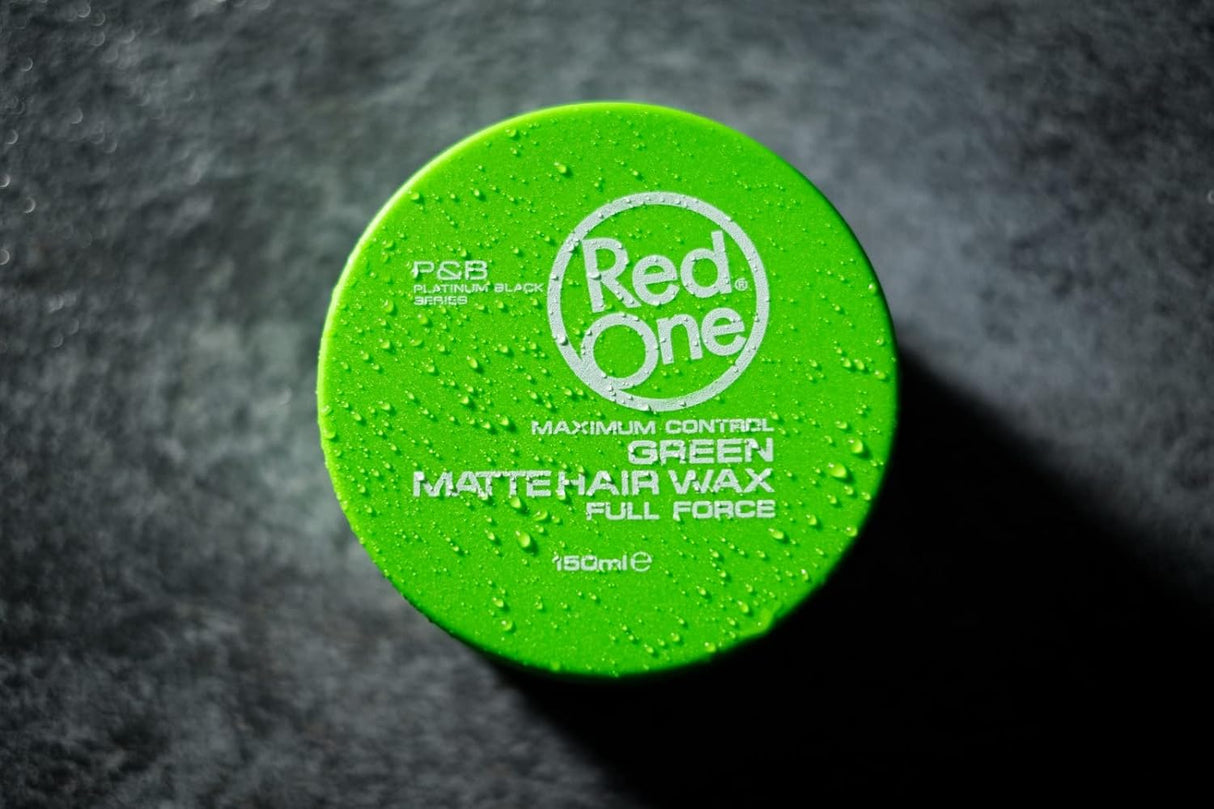 P&B
PLATINUM BLACK
SERIES
Red
One®
MAXIMUM CONTROL
GREEN
MATTE HAIR WAX
FULL FORCE
150ml℮